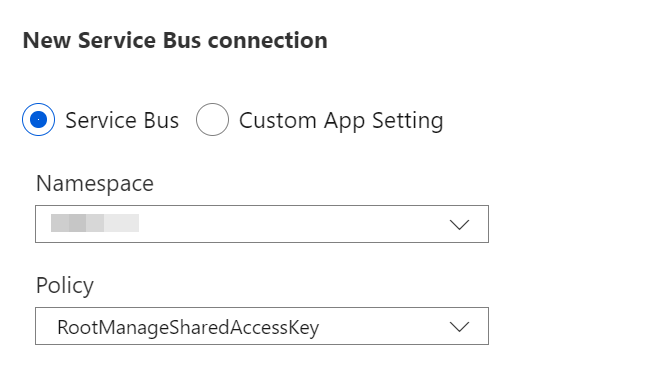 New Service Bus connection
Service Bus Custom App Setting
Namespace
Policy
RootManageSharedAccessKey